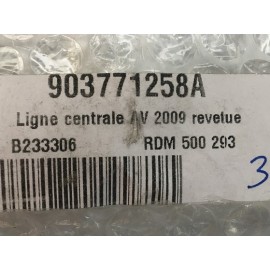 903771258A
Ligne centrale AV 2009 revetue
B233306 RDM 500 293
3